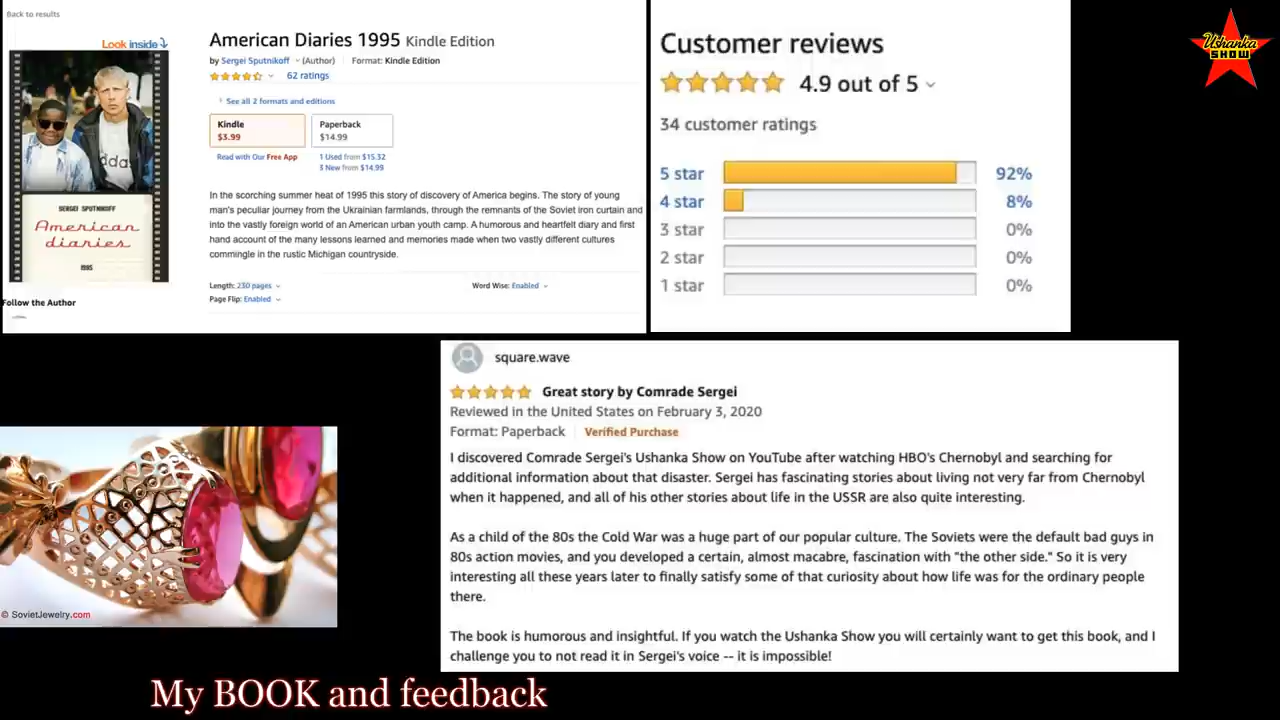 Back to results
Look inside
American Diaries 1995 Kindle Edition
by Sergei Sputnikoff (Author) Format: Kindle Edition
62 ratings
See all 2 formats and editions
Kindle
$3.99
Paperback
$14.99
Read with Our Free App
1 Used from $15.32
3 New from $14.99
In the scorching summer heat of 1995 this story of discovery of America begins. The story of young
man's peculiar journey from the Ukrainian farmlands, through the remnants of the Soviet iron curtain and
into the vastly foreign world of an American urban youth camp. A humorous and heartfelt diary and first
hand account of the many lessons learned and memories made when two vastly different cultures
commingle in the rustic Michigan countryside.
Length: 230 pages
Word Wise: Enabled
Page Flip: Enabled
adidas
SERGEI SPUTNIKOFF
American
diaries
1995
Follow the Author
Customer reviews
4.9 out of 5
34 customer ratings
5 star 92%
4 star 8%
3 star 0%
2 star 0%
1 star 0%
Ushanka
SHOW
square.wave
Great story by Comrade Sergei
Reviewed in the United States on February 3, 2020
Format: Paperback Verified Purchase
I discovered Comrade Sergei's Ushanka Show on YouTube after watching HBO's Chernobyl and searching for
additional information about that disaster. Sergei has fascinating stories about living not very far from Chernobyl
when it happened, and all of his other stories about life in the USSR are also quite interesting.
As a child of the 80s the Cold War was a huge part of our popular culture. The Soviets were the default bad guys in
80s action movies, and you developed a certain, almost macabre, fascination with "the other side." So it is very
interesting all these years later to finally satisfy some of that curiosity about how life was for the ordinary people
there.
The book is humorous and insightful. If you watch the Ushanka Show you will certainly want to get this book, and I
challenge you to not read it in Sergei's voice -- it is impossible!
© SovietJewelry.com
My BOOK and feedback